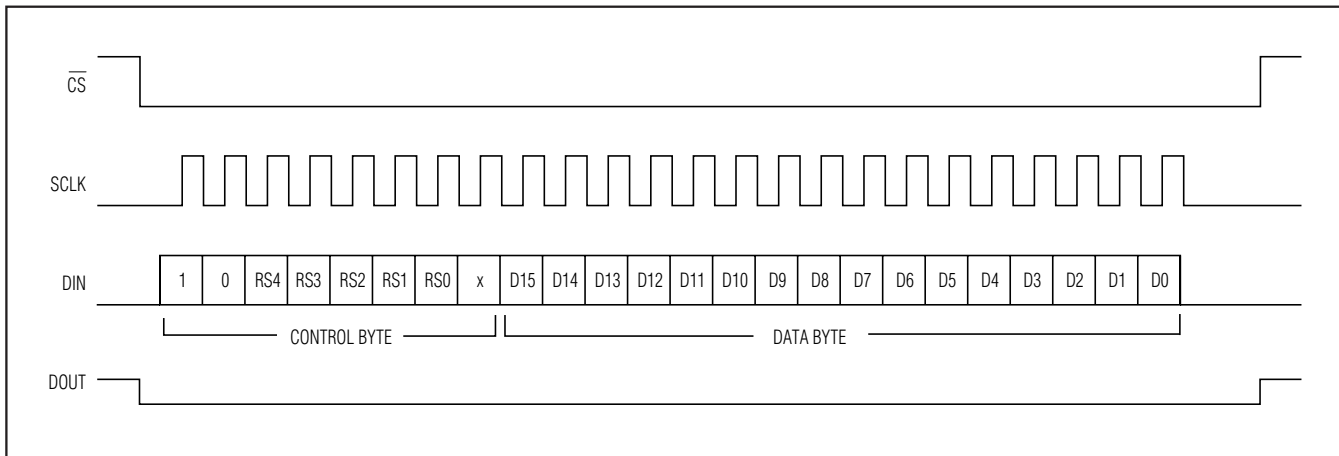 CS
SCLK
DIN 1 0 RS4 RS3 RS2 RS1 RS0 x D15 D14 D13 D12 D11 D10 D9 D8 D7 D6 D5 D4 D3 D2 D1 D0
CONTROL BYTE DATA BYTE
DOUT